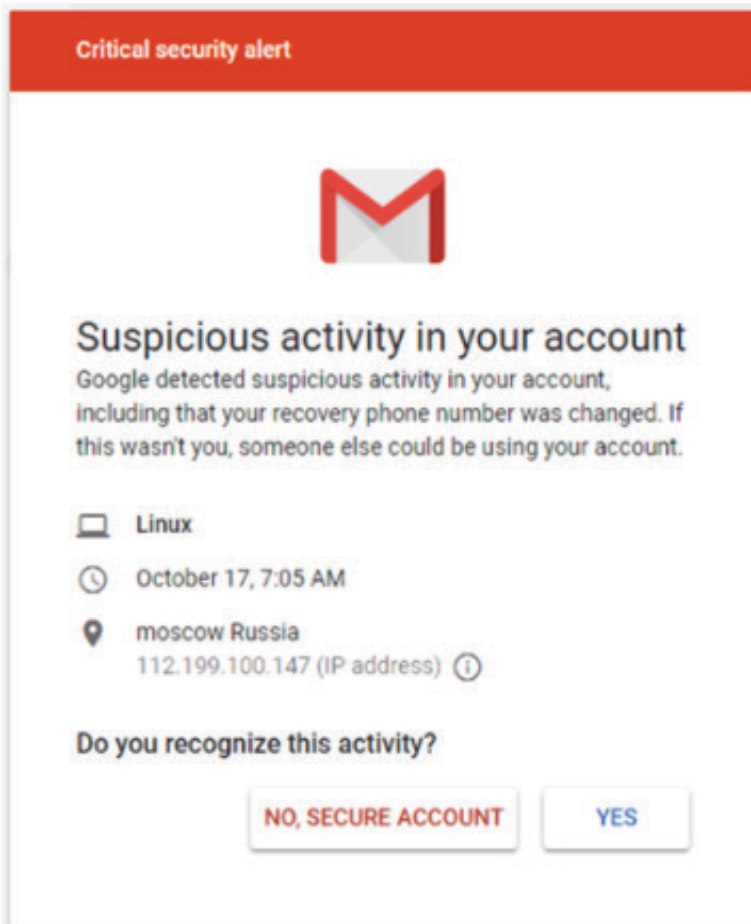 Critical security alert
Suspicious activity in your account
Google detected suspicious activity in your account,
including that your recovery phone number was changed. If
this wasn't you, someone else could be using your account.
Linux
October 17, 7:05 AM
moscow Russia
112.199.100.147 (IP address)
Do you recognize this activity?
NO, SECURE ACCOUNT YES